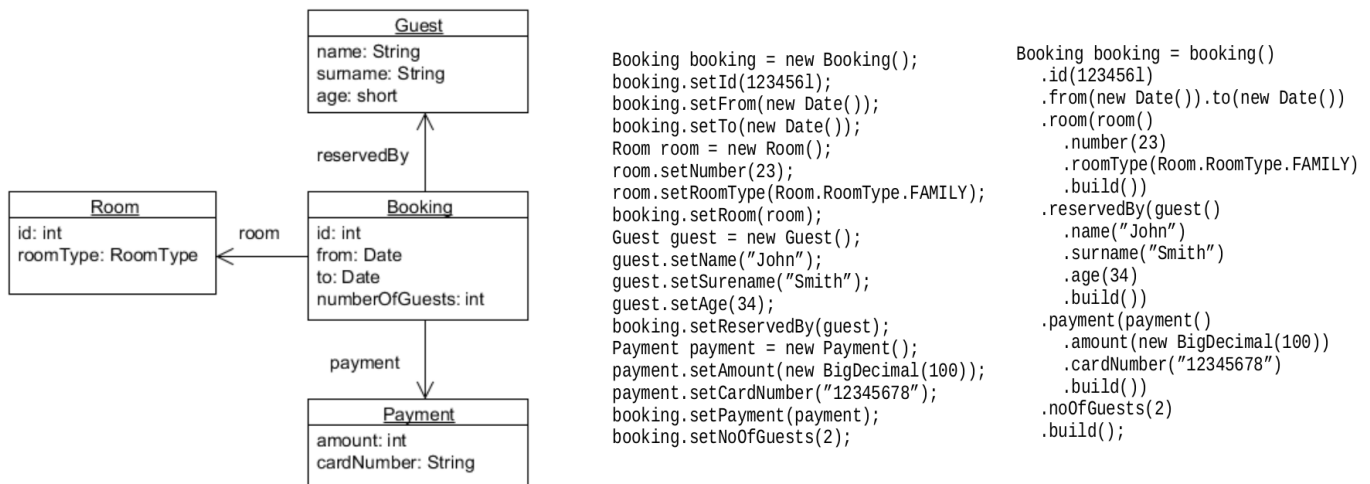 Guest
name: String
surname: String
age: short
reservedBy
Room
id: int
roomType: RoomType
room
Booking
id: int
from: Date
to: Date
numberOfGuests: int
payment
Payment
amount: int
cardNumber: String
Booking booking = new Booking();
booking.setId(123456l);
booking.setFrom(new Date());
booking.setTo(new Date());
Room room = new Room();
room.setNumber(23);
room.setRoomType(Room.RoomType.FAMILY);
booking.setRoom(room);
Guest guest = new Guest();
guest.setName(”John”);
guest.setSurename(”Smith”);
guest.setAge(34);
booking.setReservedBy(guest);
Payment payment = new Payment();
payment.setAmount(new BigDecimal(100));
payment.setCardNumber(”12345678”);
booking.setPayment(payment);
booking.setNoOfGuests(2);
Booking booking = booking()
.id(123456l)
.from(new Date()).to(new Date())
.room(room()
.number(23)
.roomType(Room.RoomType.FAMILY)
.build())
.reservedBy(guest()
.name(”John”)
.surname(”Smith”)
.age(34)
.build())
.payment(payment()
.amount(new BigDecimal(100))
.cardNumber(”12345678”)
.build())
.noOfGuests(2)
.build();